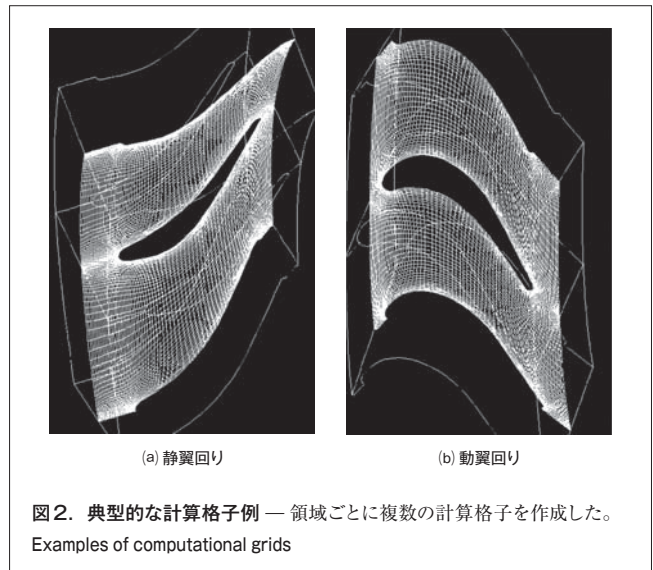 (a) 静翼回り
(b) 動翼回り
図2. 典型的な計算格子例 — 領域ごとに複数の計算格子を作成した。
Examples of computational grids